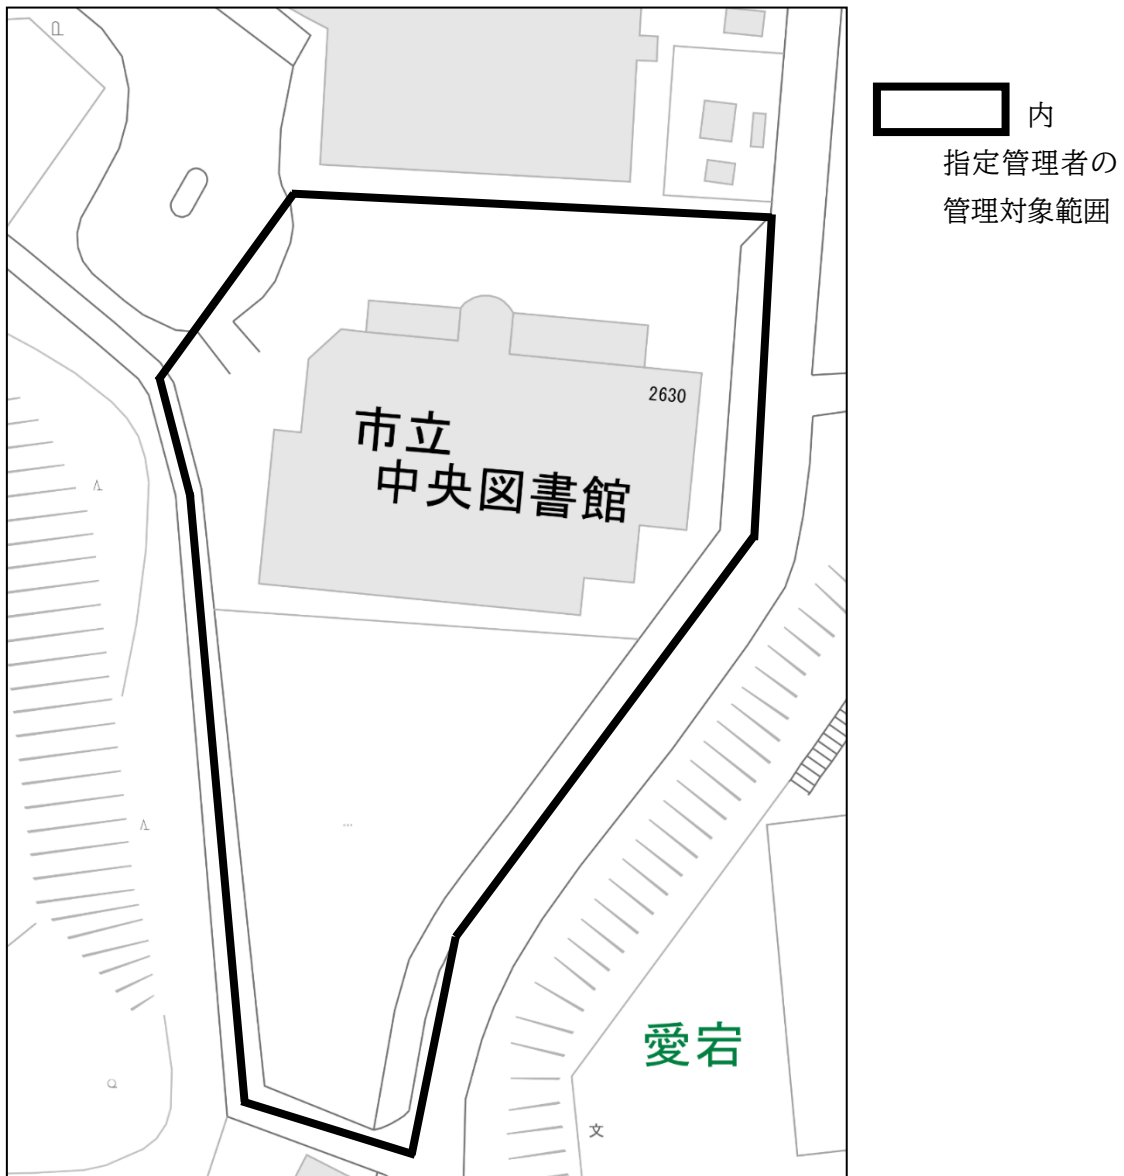 内
指定管理者の
管理対象範囲
2630
市立
中央図書館
愛宕
文